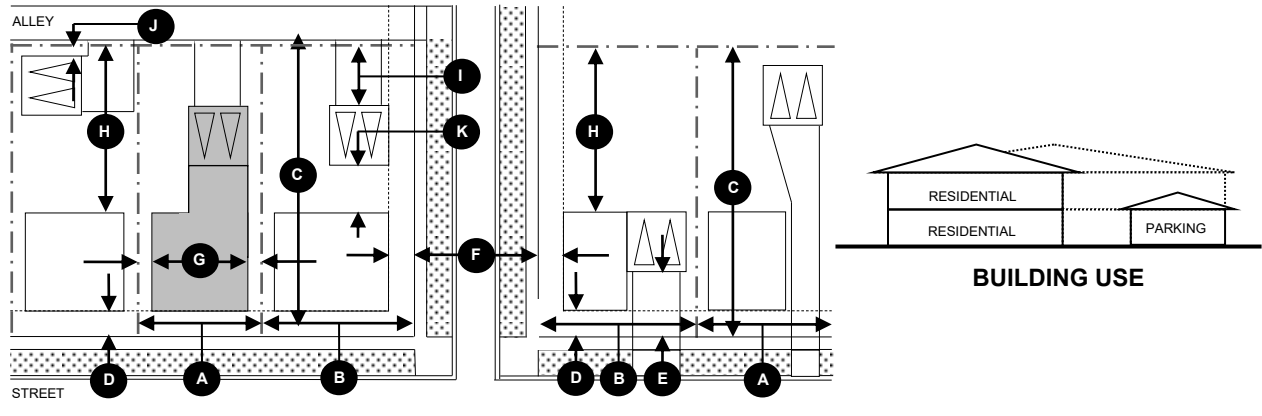 ALLEY
J
I
H
K
H
C
C
G
F
RESIDENTIAL
RESIDENTIAL
PARKING
BUILDING USE
D
A
B
D
B
E
A
STREET